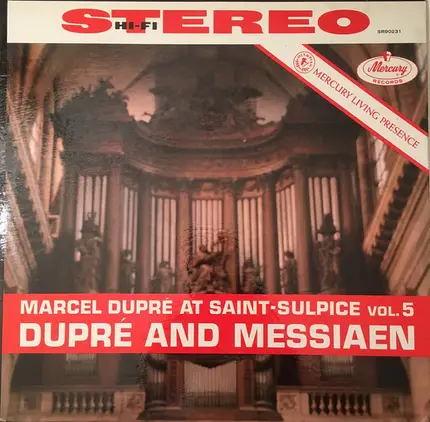 STEREO
HI-FI
SR90231
Mercury
RECORDS
MERCURY LIVING PRESENCE
MARCEL DUPRÉ AT SAINT-SULPICE VOL.5
DUPRÉ AND MESSIAEN